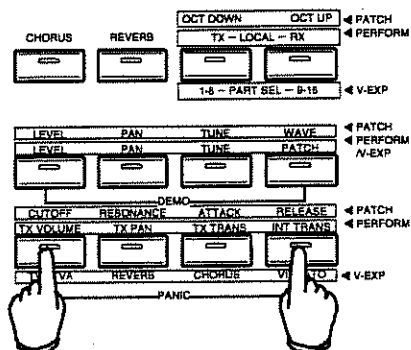 OCT DOWN OCT UP ◀ PATCH
CHORUS REVERB TX – LOCAL – RX ◀ PERFORM
1-8 – PART SEL – 9-16 ◀ V-EXP
LEVEL PAN TUNE WAVE ◀ PATCH
LEVEL PAN TUNE PATCH ◀ PERFORM /V-EXP
DEMO
CUTOFF RESONANCE ATTACK RELEASE ◀ PATCH
TX VOLUME TX PAN TX TRANS INT TRANS ◀ PERFORM
REVERB CHORUS ◀ V-EXP
PANIC